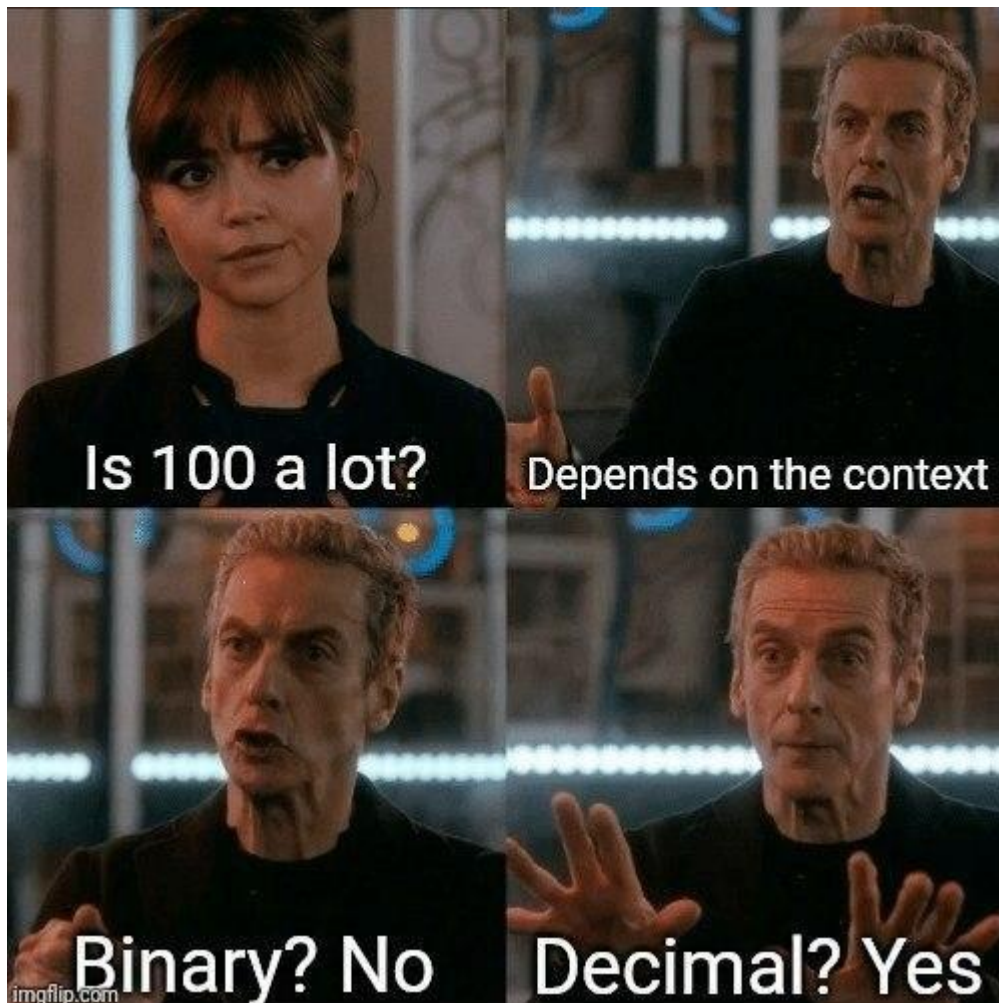 Is 100 a lot?
Depends on the context
Binary? No
Decimal? Yes
imgflip.com